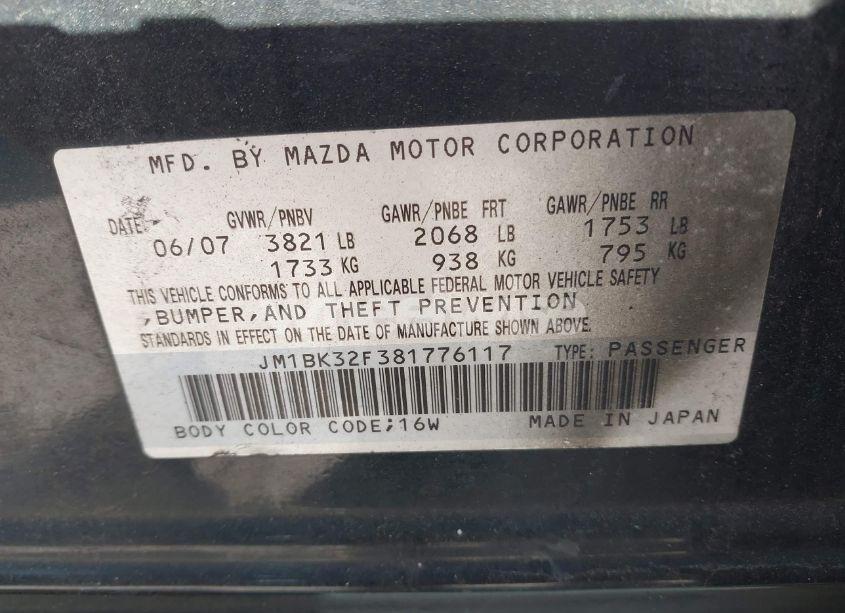 MFD. BY MAZDA MOTOR CORPORATION
DATE: GVWR/PNBV GAWR/PNBE FRT GAWR/PNBE RR
06/07 3821 LB 2068 LB 1753 LB
1733 KG 938 KG 795 KG
THIS VEHICLE CONFORMS TO ALL APPLICABLE FEDERAL MOTOR VEHICLE SAFETY
,BUMPER,AND THEFT PREVENTION
STANDARDS IN EFFECT ON THE DATE OF MANUFACTURE SHOWN ABOVE.
JM1BK32F381776117 TYPE: PASSENGER
BODY COLOR CODE;16W MADE IN JAPAN